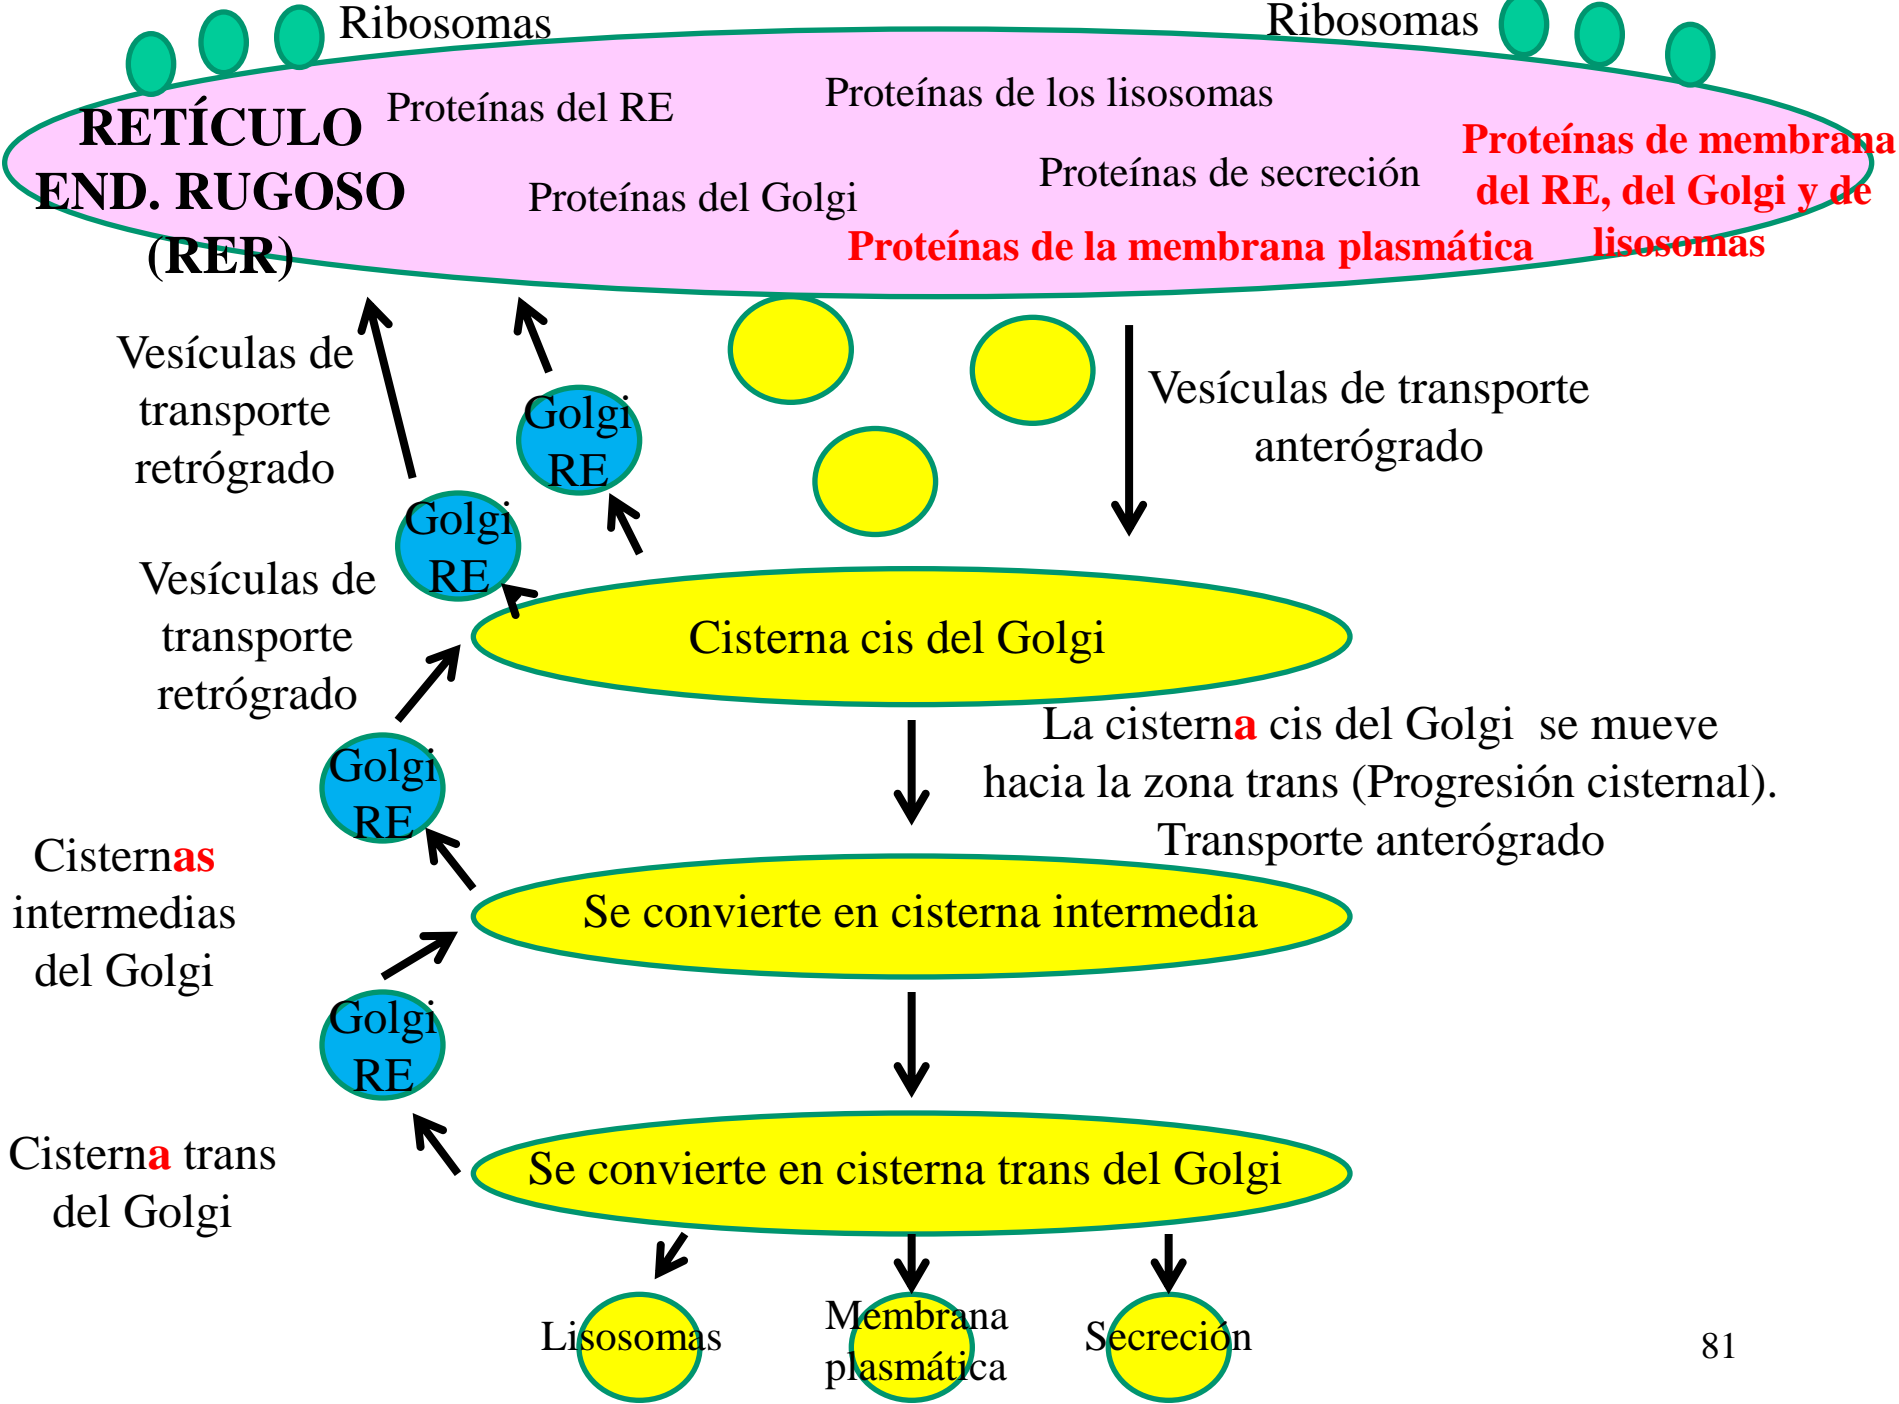 Ribosomas
Ribosomas
RETÍCULO
END. RUGOSO
(RER)
Proteínas del RE
Proteínas de los lisosomas
Proteínas del Golgi
Proteínas de secreción
Proteínas de la membrana plasmática
Proteínas de membrana
del RE, del Golgi y de
lisosomas
Vesículas de
transporte
retrógrado
Golgi
RE
Golgi
RE
Vesículas de transporte
anterógrado
Vesículas de
transporte
retrógrado
Cisterna cis del Golgi
La cisterna cis del Golgi  se mueve
hacia la zona trans (Progresión cisternal).
Transporte anterógrado
Golgi
RE
Cisternas
intermedias
del Golgi
Se convierte en cisterna intermedia
Golgi
RE
Cisterna trans
del Golgi
Se convierte en cisterna trans del Golgi
Lisosomas
Membrana
plasmática
Secreción
81